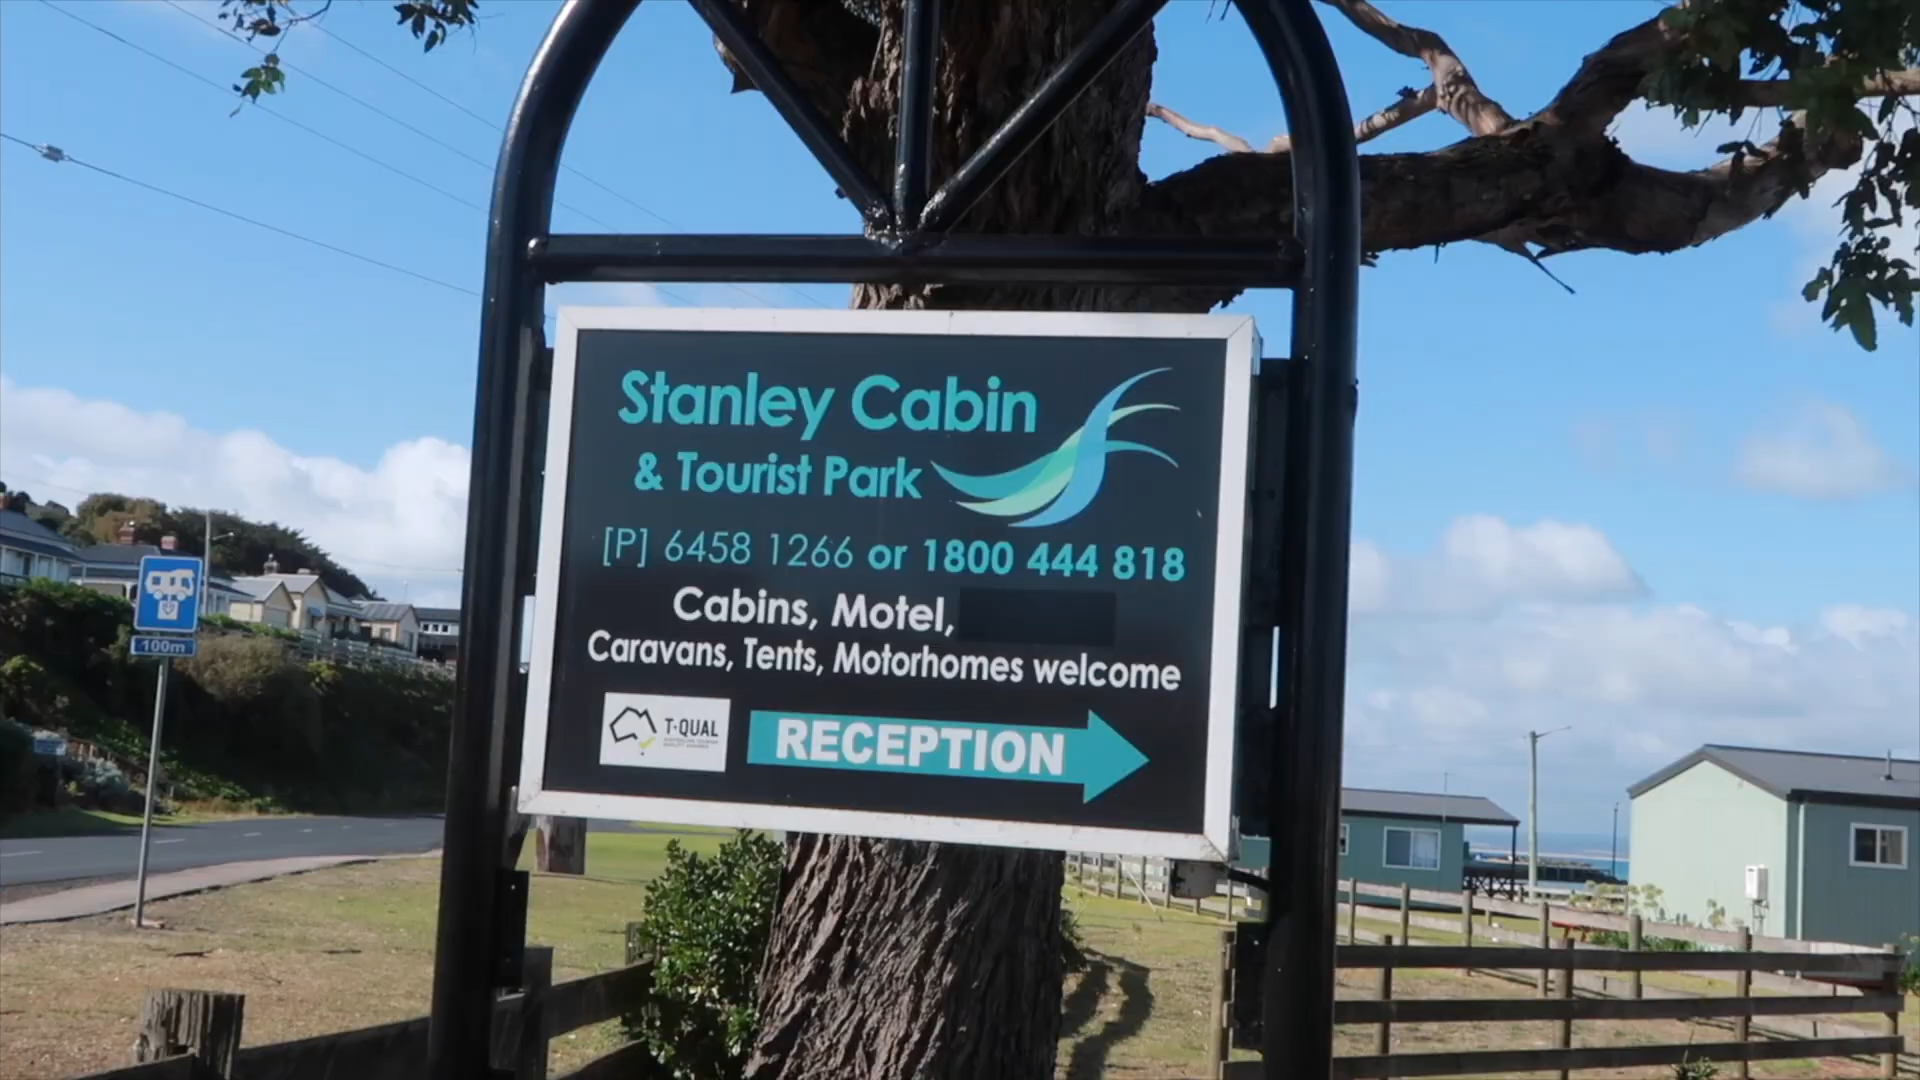 Stanley Cabin
& Tourist Park
[P] 6458 1266 or 1800 444 818
Cabins, Motel,
Caravans, Tents, Motorhomes welcome
T·QUAL
RECEPTION
100m